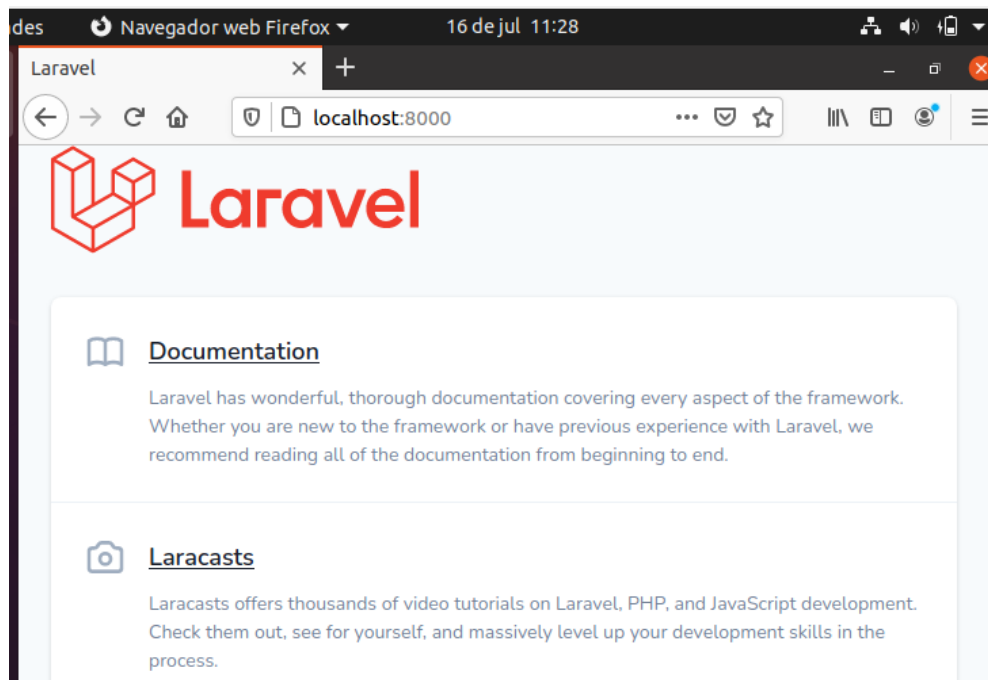 des Navegador web Firefox 16 de jul 11:28
Laravel
localhost:8000
Laravel
Documentation
Laravel has wonderful, thorough documentation covering every aspect of the framework.
Whether you are new to the framework or have previous experience with Laravel, we
recommend reading all of the documentation from beginning to end.
Laracasts
Laracasts offers thousands of video tutorials on Laravel, PHP, and JavaScript development.
Check them out, see for yourself, and massively level up your development skills in the
process.